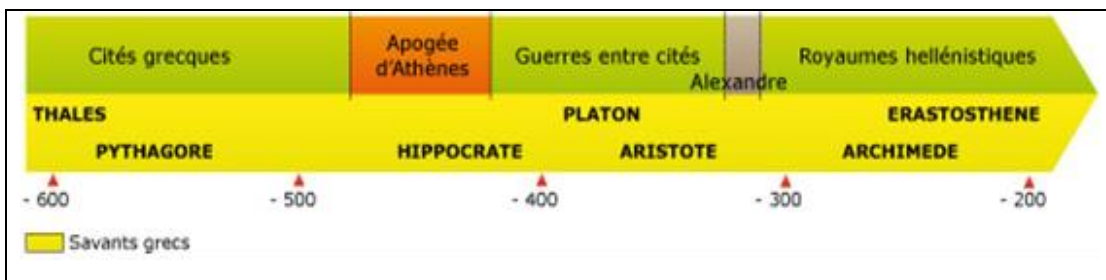 Cités grecques
Apogée
d'Athènes
Guerres entre cités
Alexandre
Royaumes hellénistiques
THALES
PLATON
ERASTOSTHENE
PYTHAGORE
HIPPOCRATE
ARISTOTE
ARCHIMEDE
- 600
- 500
- 400
- 300
- 200
Savants grecs